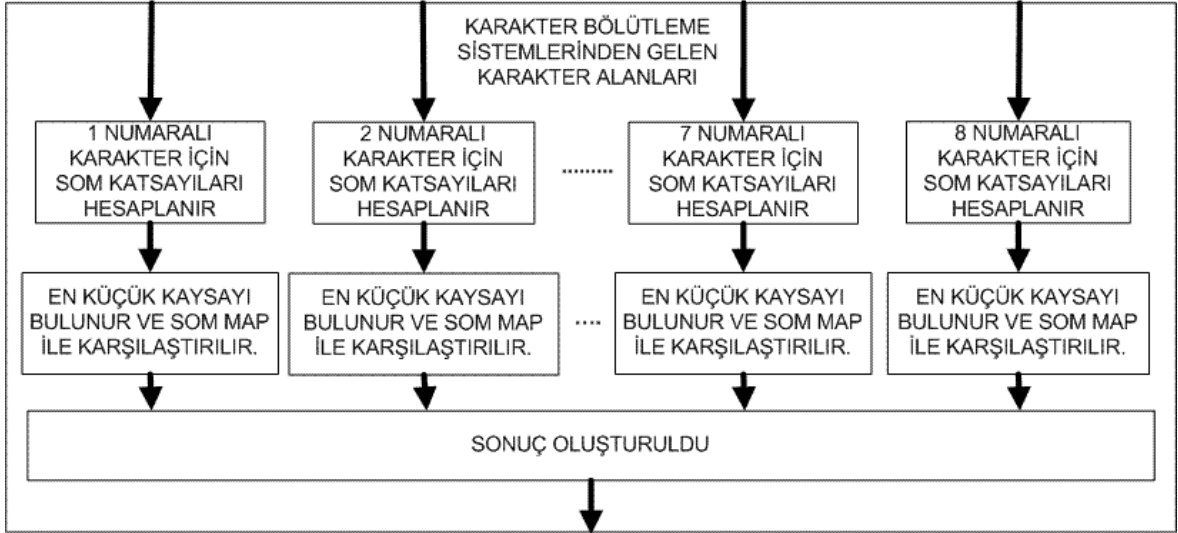 KARAKTER BÖLÜTLEME
SİSTEMLERİNDEN GELEN
KARAKTER ALANLARI
1 NUMARALI
KARAKTER İÇİN
SOM KATSAYILARI
HESAPLANIR
2 NUMARALI
KARAKTER İÇİN
SOM KATSAYILARI
HESAPLANIR
.........
7 NUMARALI
KARAKTER İÇİN
SOM KATSAYILARI
HESAPLANIR
8 NUMARALI
KARAKTER İÇİN
SOM KATSAYILARI
HESAPLANIR
EN KÜÇÜK KAYSAYI
BULUNUR VE SOM MAP
İLE KARŞILAŞTIRILIR.
EN KÜÇÜK KAYSAYI
BULUNUR VE SOM MAP
İLE KARŞILAŞTIRILIR.
....
EN KÜÇÜK KAYSAYI
BULUNUR VE SOM MAP
İLE KARŞILAŞTIRILIR.
EN KÜÇÜK KAYSAYI
BULUNUR VE SOM MAP
İLE KARŞILAŞTIRILIR.
SONUÇ OLUŞTURULDU